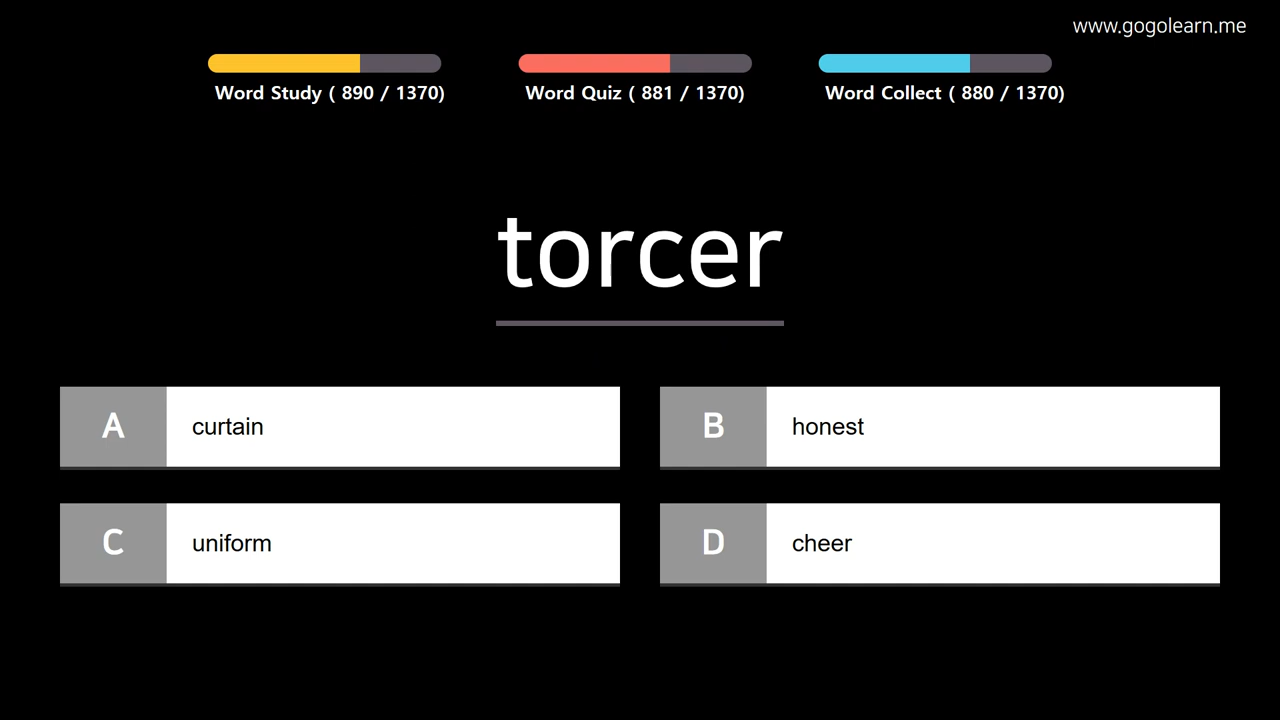 www.gogolearn.me
Word Study ( 890 / 1370)
Word Quiz ( 881 / 1370)
Word Collect ( 880 / 1370)
torcer
A curtain
B honest
C uniform
D cheer